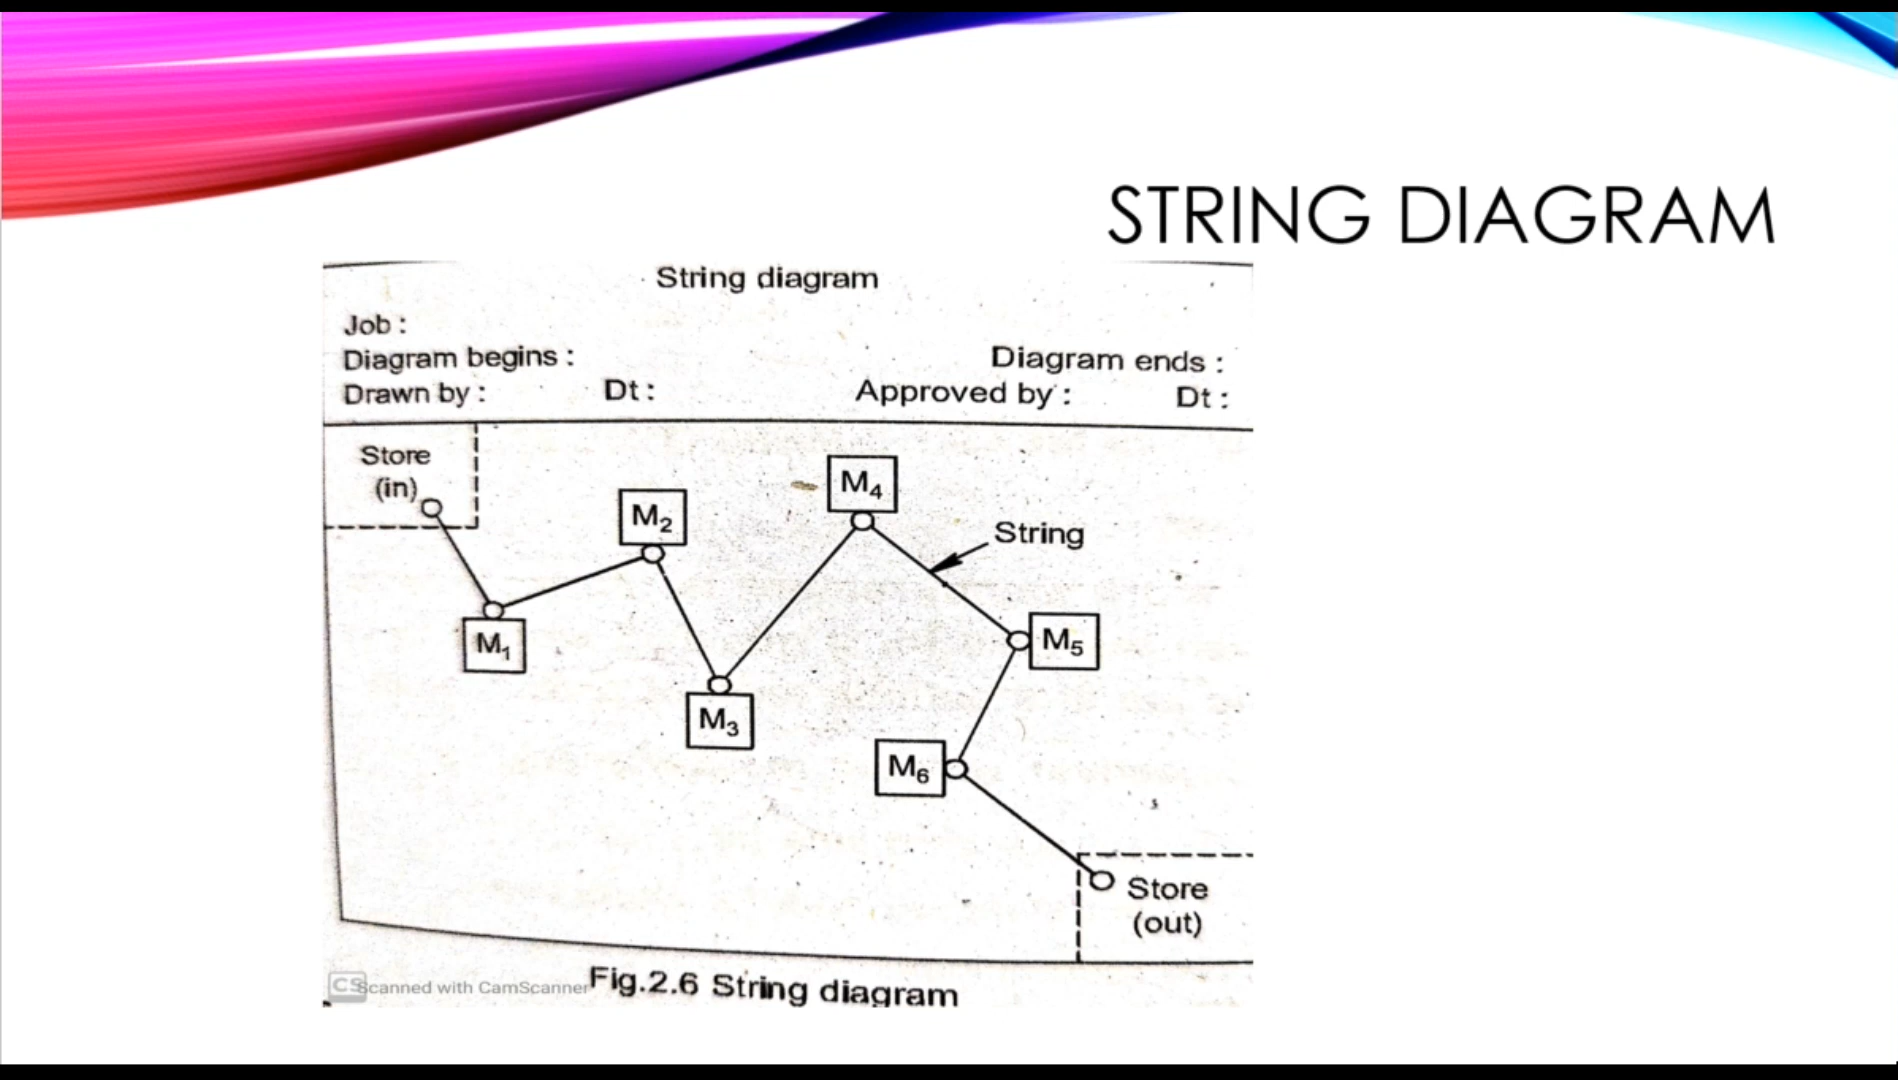 STRING DIAGRAM
String diagram
Job :
Diagram begins :
Diagram ends :
Drawn by :
Dt :
Approved by :
Dt :
Store
(in)
M4
M2
String
M1
M5
M3
M6
Store
(out)
CS
Scanned with CamScanner
Fig.2.6 String diagram